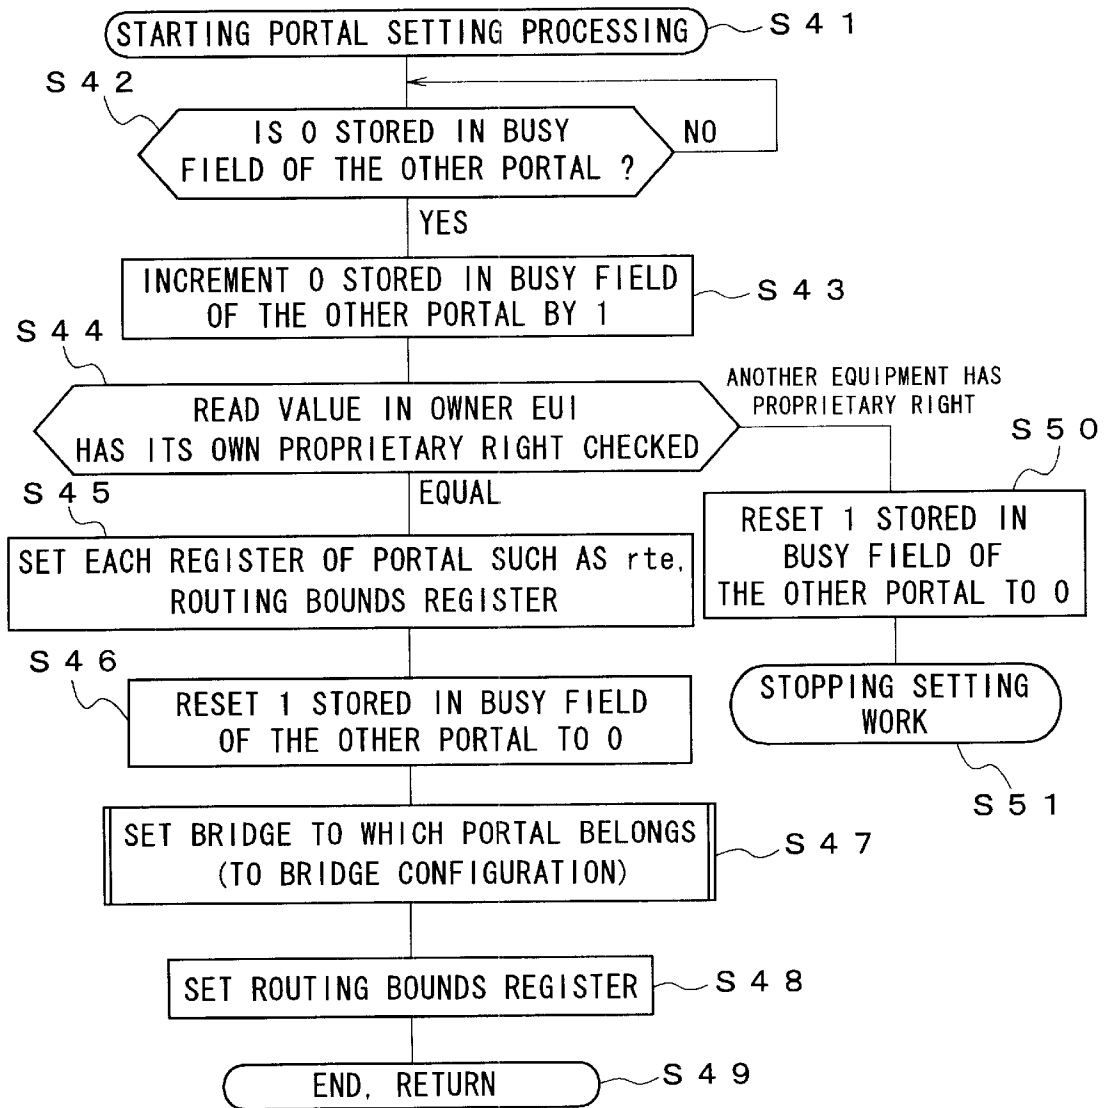 STARTING PORTAL SETTING PROCESSING
S41
S42
IS 0 STORED IN BUSY
FIELD OF THE OTHER PORTAL ?
NO
YES
INCREMENT 0 STORED IN BUSY FIELD
OF THE OTHER PORTAL BY 1
S43
S44
READ VALUE IN OWNER EUI
HAS ITS OWN PROPRIETARY RIGHT CHECKED
ANOTHER EQUIPMENT HAS
PROPRIETARY RIGHT
S50
EQUAL
S45
SET EACH REGISTER OF PORTAL SUCH AS rte,
ROUTING BOUNDS REGISTER
RESET 1 STORED IN
BUSY FIELD OF
THE OTHER PORTAL TO 0
S46
RESET 1 STORED IN BUSY FIELD
OF THE OTHER PORTAL TO 0
STOPPING SETTING
WORK
S51
SET BRIDGE TO WHICH PORTAL BELONGS
(TO BRIDGE CONFIGURATION)
S47
SET ROUTING BOUNDS REGISTER
S48
END, RETURN
S49